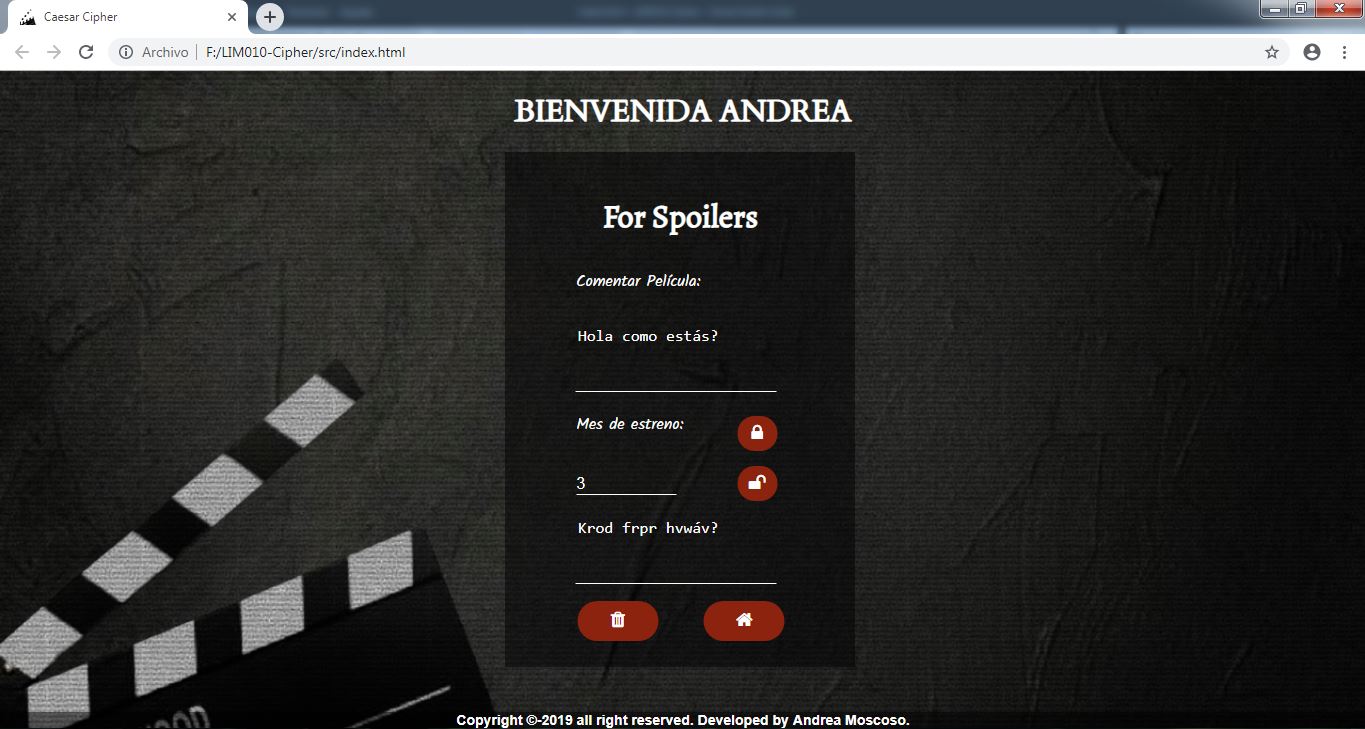 Caesar Cipher
Archivo | F:/LIM010-Cipher/src/index.html
BIENVENIDA ANDREA
For Spoilers
Comentar Película:
Hola como estás?
Mes de estreno:
3
Krod frpr hvwáv?
Copyright ©-2019 all right reserved. Developed by Andrea Moscoso.